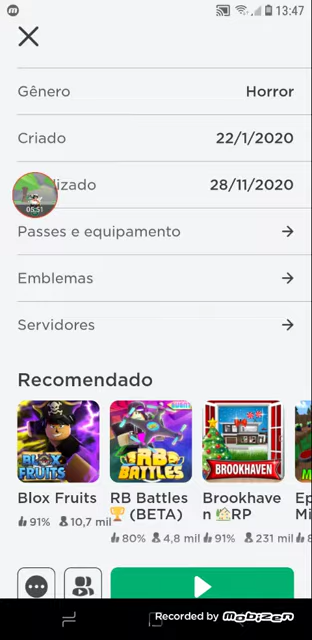 13:47
Gênero Horror
Criado 22/1/2020
lizado 28/11/2020
05:51
Passes e equipamento
Emblemas
Servidores
Recomendado
BLOX FRUITS
RB BATTLES
BROOKHAVEN
Blox Fruits
91% 10,7 mil
RB Battles
🏆 (BETA)
80% 4,8 mil
Brookhave
n 🏡RP
91% 231 mil
Ep
Mi
Recorded by Mobizen